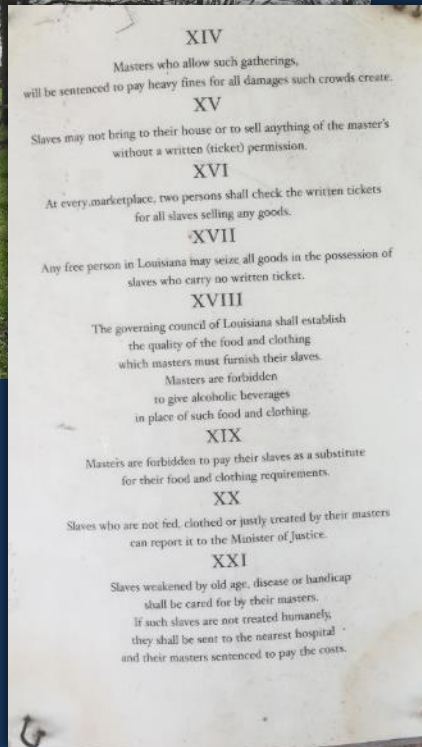 XIV
Masters who allow such gatherings,
will be sentenced to pay heavy fines for all damages such crowds create.
XV
Slaves may not bring to their house or to sell anything of the master's
without a written (ticket) permission.
XVI
At every marketplace, two persons shall check the written tickets
for all slaves selling any goods.
XVII
Any free person in Louisiana may seize all goods in the possession of
slaves who carry no written ticket.
XVIII
The governing council of Louisiana shall establish
the quality of the food and clothing
which masters must furnish their slaves.
Masters are forbidden
to give alcoholic beverages
in place of such food and clothing.
XIX
Masters are forbidden to pay their slaves as a substitute
for their food and clothing requirements.
XX
Slaves who are not fed, clothed or justly treated by their masters
can report it to the Minister of Justice.
XXI
Slaves weakened by old age, disease or handicap
shall be cared for by their masters.
If such slaves are not treated humanely,
they shall be sent to the nearest hospital
and their masters sentenced to pay the costs.